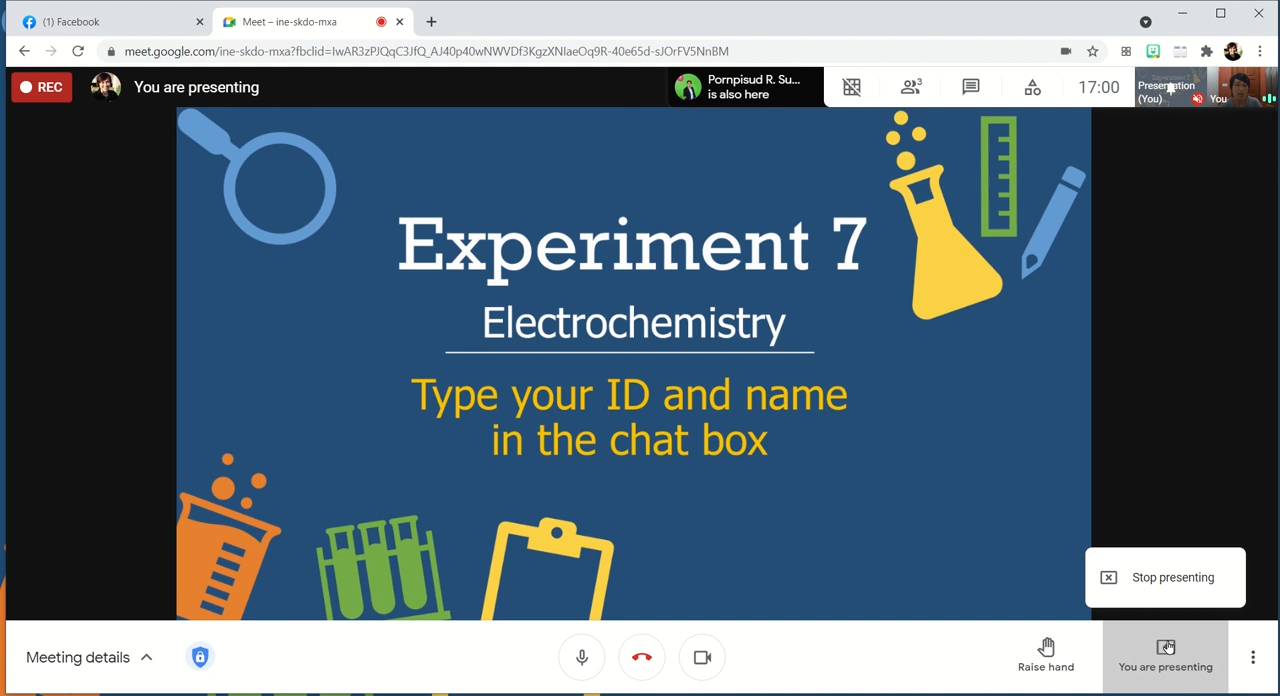 (1) Facebook
Meet – ine-skdo-mxa
meet.google.com/ine-skdo-mxa?fbclid=IwAR3zPJQqC3JfQ_AJ40p40wNWVDf3KgzXNIaeOq9R-40e65d-sJOrFV5NnBM
REC
You are presenting
Pornpisud R. Su...
is also here
3
17:00
Presentation
(You)
You
Experiment 7
Electrochemistry
Type your ID and name
in the chat box
Stop presenting
Meeting details
Raise hand
You are presenting